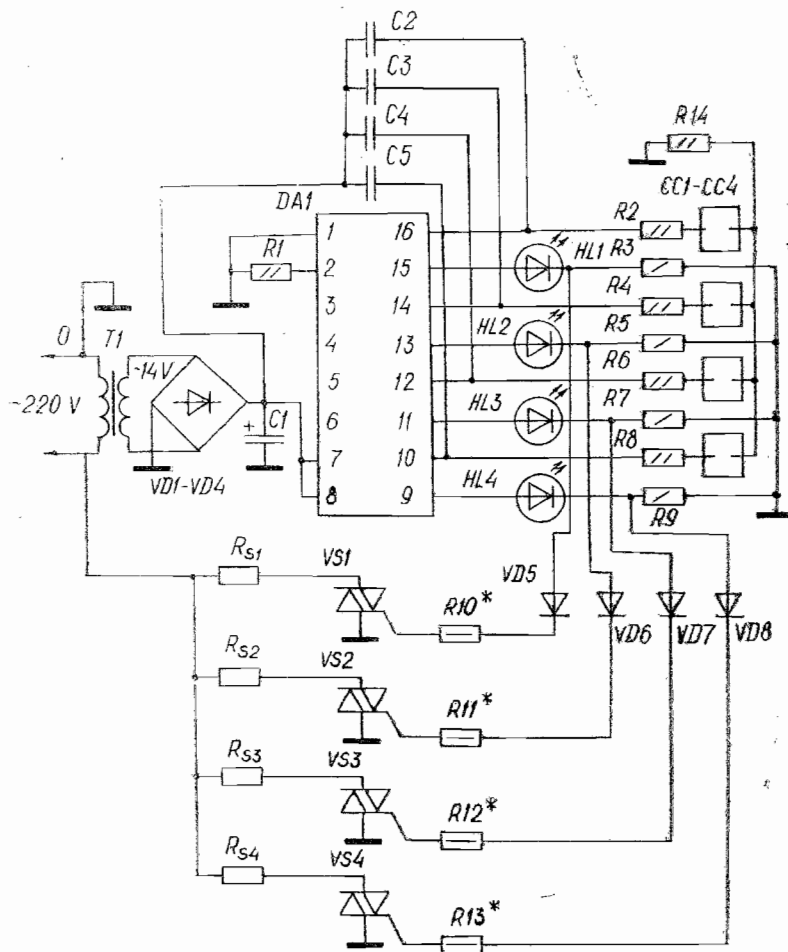 C2
C3
C4
C5
R14
CC1-CC4
DA1
1 16
2 15
3 14
4 13
5 12
6 11
7 10
8 9
R1
R2
HL1 R3
R4
HL2 R5
R6
HL3 R7
R8
HL4
R9
0 T1
~14V
~220 V
C1
+
VD1-VD4
RS1 VS1
R10* VD5
VD6 VD7 VD8
RS2 VS2
R11*
RS3 VS3
R12*
RS4 VS4
R13*